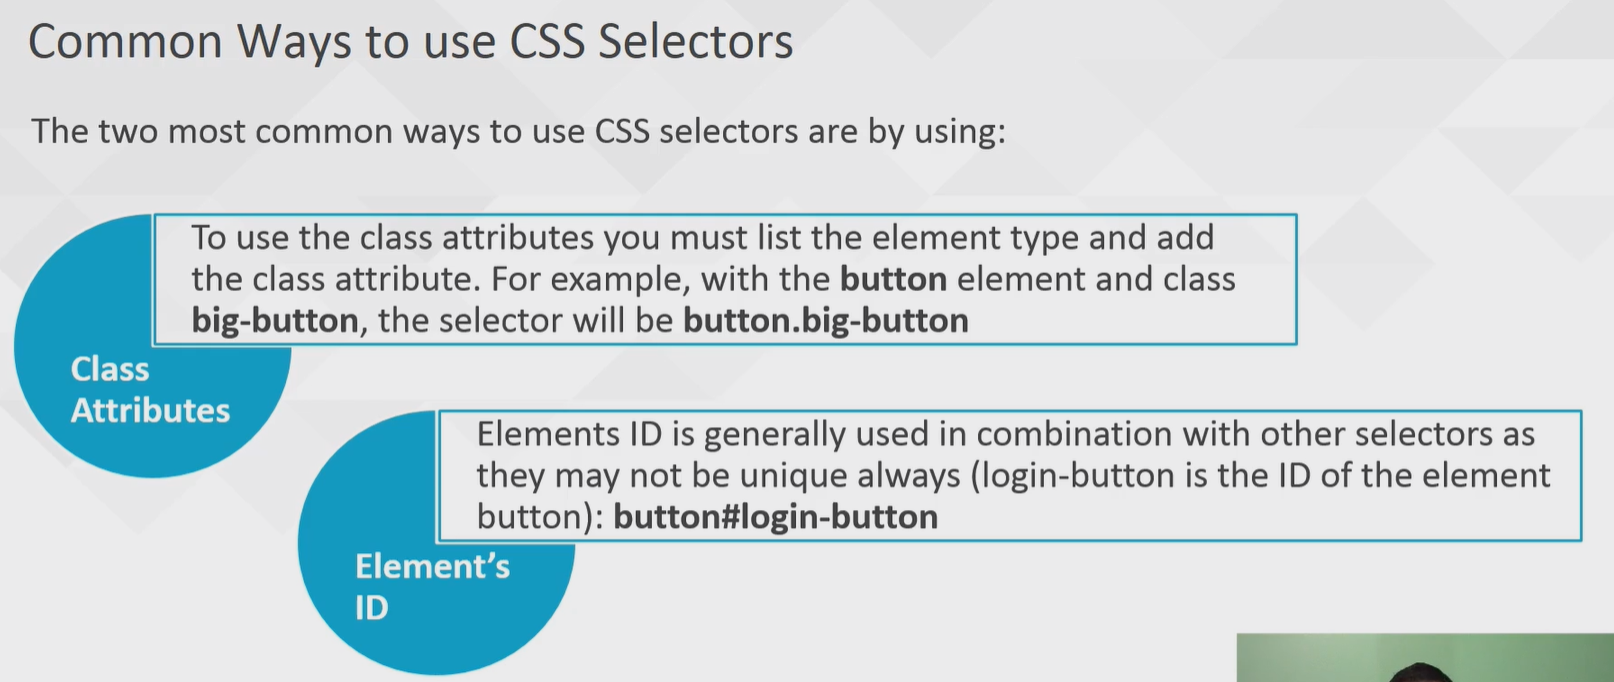 Common Ways to use CSS Selectors
The two most common ways to use CSS selectors are by using:
To use the class attributes you must list the element type and add
the class attribute. For example, with the button element and class
big-button, the selector will be button.big-button
Class
Attributes
Elements ID is generally used in combination with other selectors as
they may not be unique always (login-button is the ID of the element
button): button#login-button
Element’s
ID